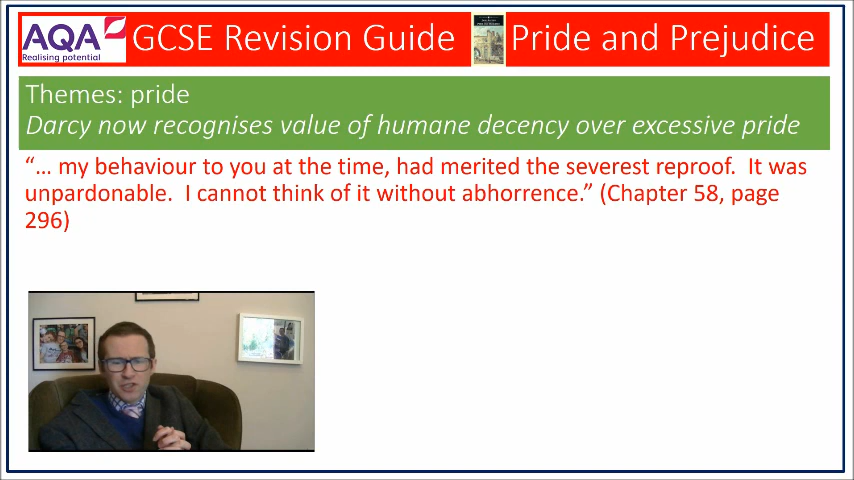 AQA
Realising potential
GCSE Revision Guide
Pride and Prejudice
Themes: pride
Darcy now recognises value of humane decency over excessive pride
“… my behaviour to you at the time, had merited the severest reproof.  It was
unpardonable.  I cannot think of it without abhorrence.” (Chapter 58, page
296)